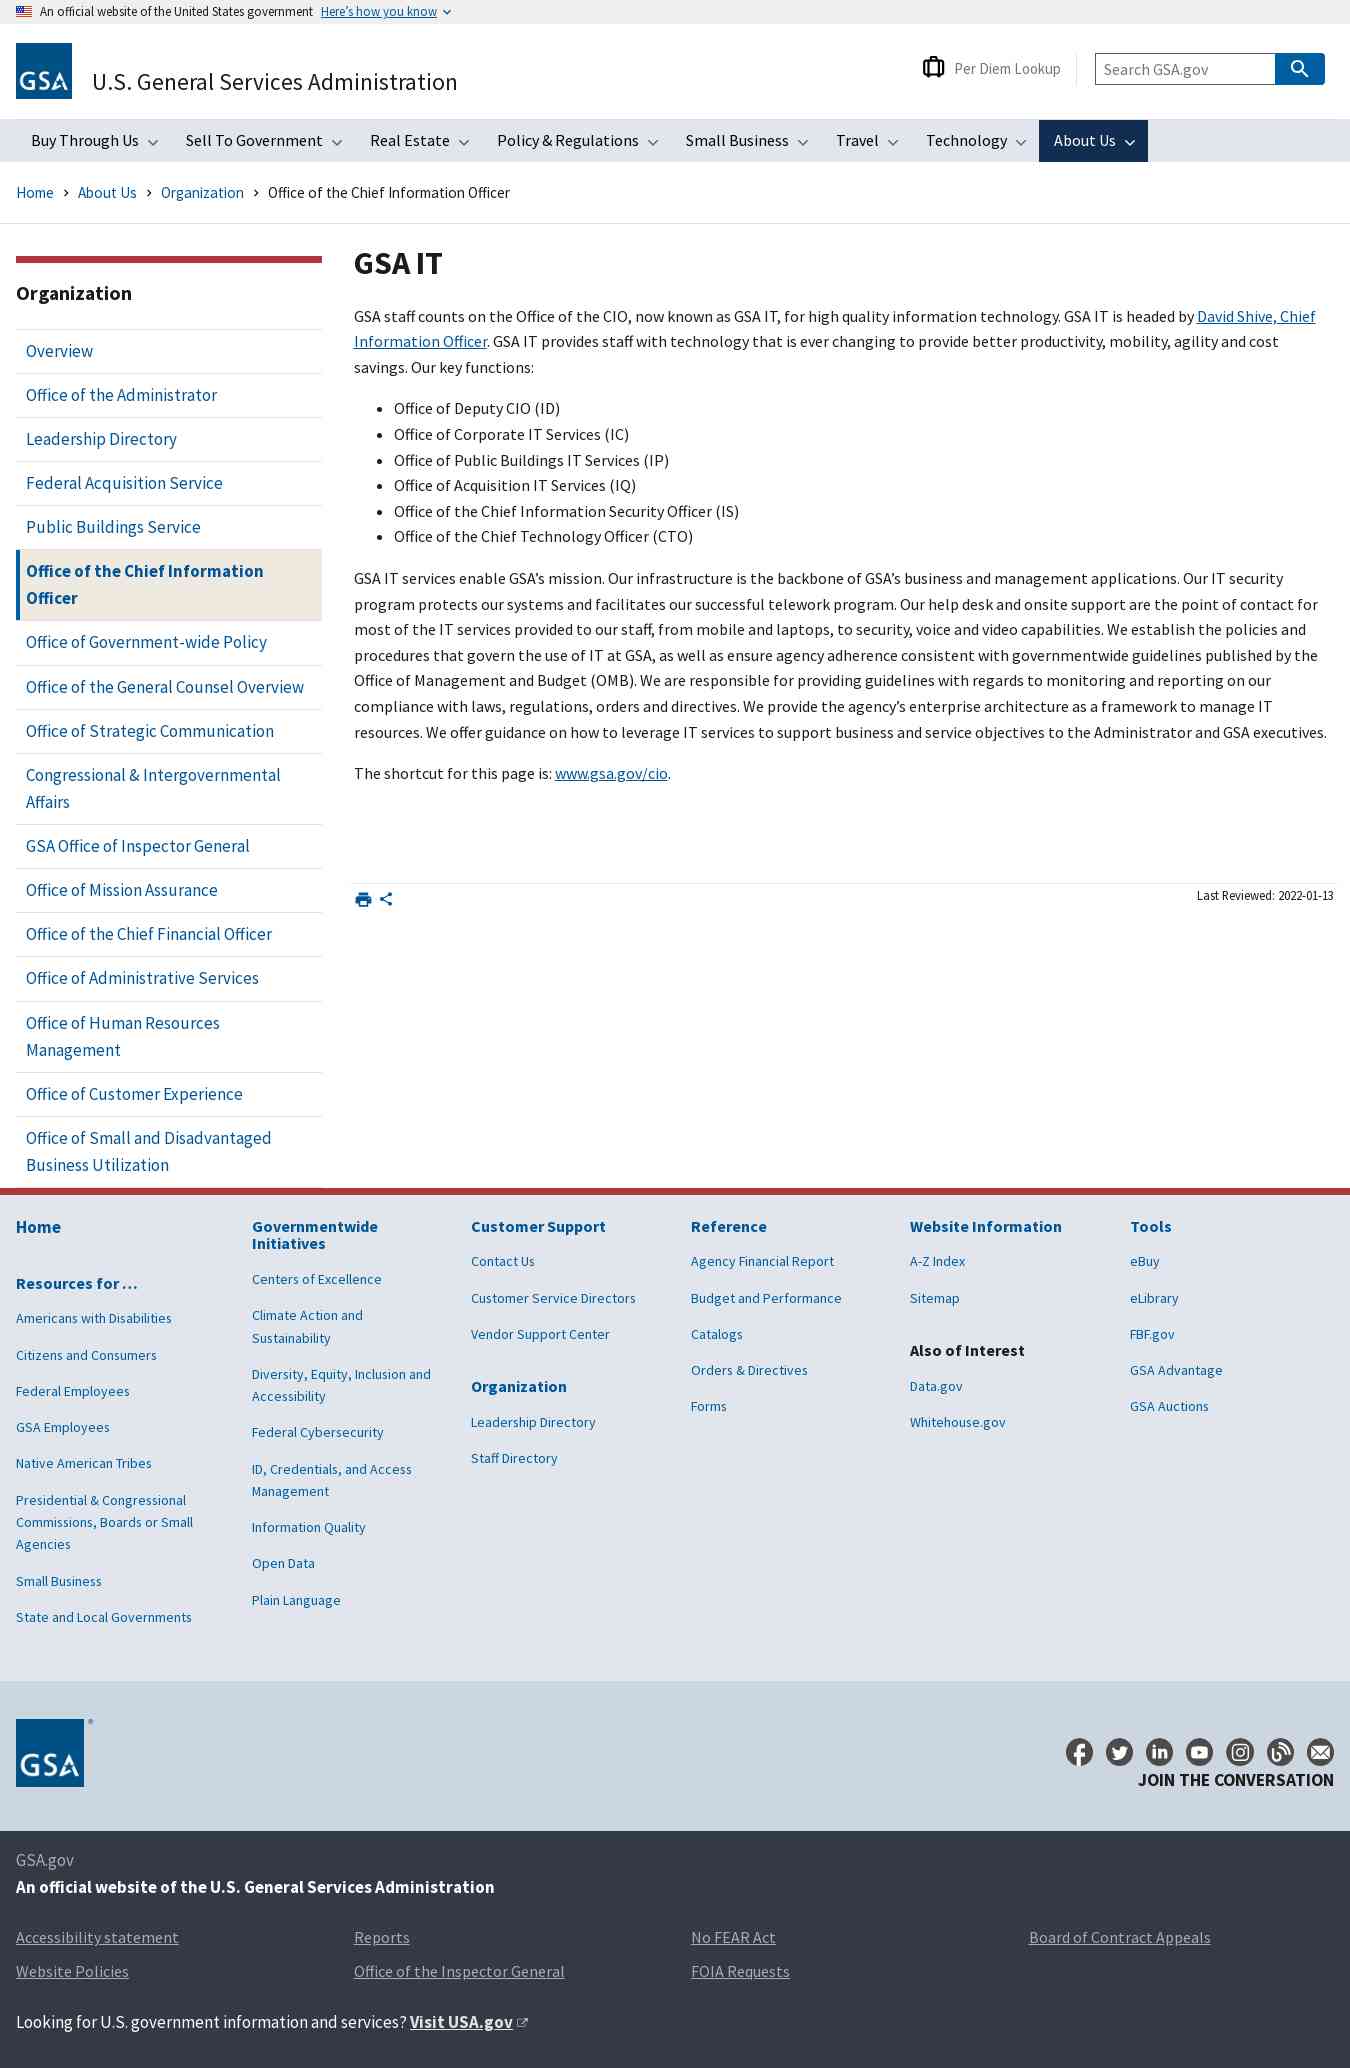 An official website of the United States government Here's how you know
GSA
U.S. General Services Administration
Per Diem Lookup
Search GSA.gov
Buy Through Us
Sell To Government
Real Estate
Policy & Regulations
Small Business
Travel
Technology
About Us
Home
About Us
Organization
Office of the Chief Information Officer
Organization
Overview
Office of the Administrator
Leadership Directory
Federal Acquisition Service
Public Buildings Service
Office of the Chief Information
Officer
Office of Government-wide Policy
Office of the General Counsel Overview
Office of Strategic Communication
Congressional & Intergovernmental
Affairs
GSA Office of Inspector General
Office of Mission Assurance
Office of the Chief Financial Officer
Office of Administrative Services
Office of Human Resources
Management
Office of Customer Experience
Office of Small and Disadvantaged
Business Utilization
GSA IT
GSA staff counts on the Office of the CIO, now known as GSA IT, for high quality information technology. GSA IT is headed by David Shive, Chief
Information Officer. GSA IT provides staff with technology that is ever changing to provide better productivity, mobility, agility and cost
savings. Our key functions:
• Office of Deputy CIO (ID)
• Office of Corporate IT Services (IC)
• Office of Public Buildings IT Services (IP)
• Office of Acquisition IT Services (IQ)
• Office of the Chief Information Security Officer (IS)
• Office of the Chief Technology Officer (CTO)
GSA IT services enable GSA’s mission. Our infrastructure is the backbone of GSA’s business and management applications. Our IT security
program protects our systems and facilitates our successful telework program. Our help desk and onsite support are the point of contact for
most of the IT services provided to our staff, from mobile and laptops, to security, voice and video capabilities. We establish the policies and
procedures that govern the use of IT at GSA, as well as ensure agency adherence consistent with governmentwide guidelines published by the
Office of Management and Budget (OMB). We are responsible for providing guidelines with regards to monitoring and reporting on our
compliance with laws, regulations, orders and directives. We provide the agency’s enterprise architecture as a framework to manage IT
resources. We offer guidance on how to leverage IT services to support business and service objectives to the Administrator and GSA executives.
The shortcut for this page is: www.gsa.gov/cio.
Last Reviewed: 2022-01-13
Home
Resources for …
Americans with Disabilities
Citizens and Consumers
Federal Employees
GSA Employees
Native American Tribes
Presidential & Congressional
Commissions, Boards or Small
Agencies
Small Business
State and Local Governments
Governmentwide
Initiatives
Centers of Excellence
Climate Action and
Sustainability
Diversity, Equity, Inclusion and
Accessibility
Federal Cybersecurity
ID, Credentials, and Access
Management
Information Quality
Open Data
Plain Language
Customer Support
Contact Us
Customer Service Directors
Vendor Support Center
Organization
Leadership Directory
Staff Directory
Reference
Agency Financial Report
Budget and Performance
Catalogs
Orders & Directives
Forms
Website Information
A-Z Index
Sitemap
Also of Interest
Data.gov
Whitehouse.gov
Tools
eBuy
eLibrary
FBF.gov
GSA Advantage
GSA Auctions
GSA®
JOIN THE CONVERSATION
GSA.gov
An official website of the U.S. General Services Administration
Accessibility statement
Reports
No FEAR Act
Board of Contract Appeals
Website Policies
Office of the Inspector General
FOIA Requests
Looking for U.S. government information and services? Visit USA.gov